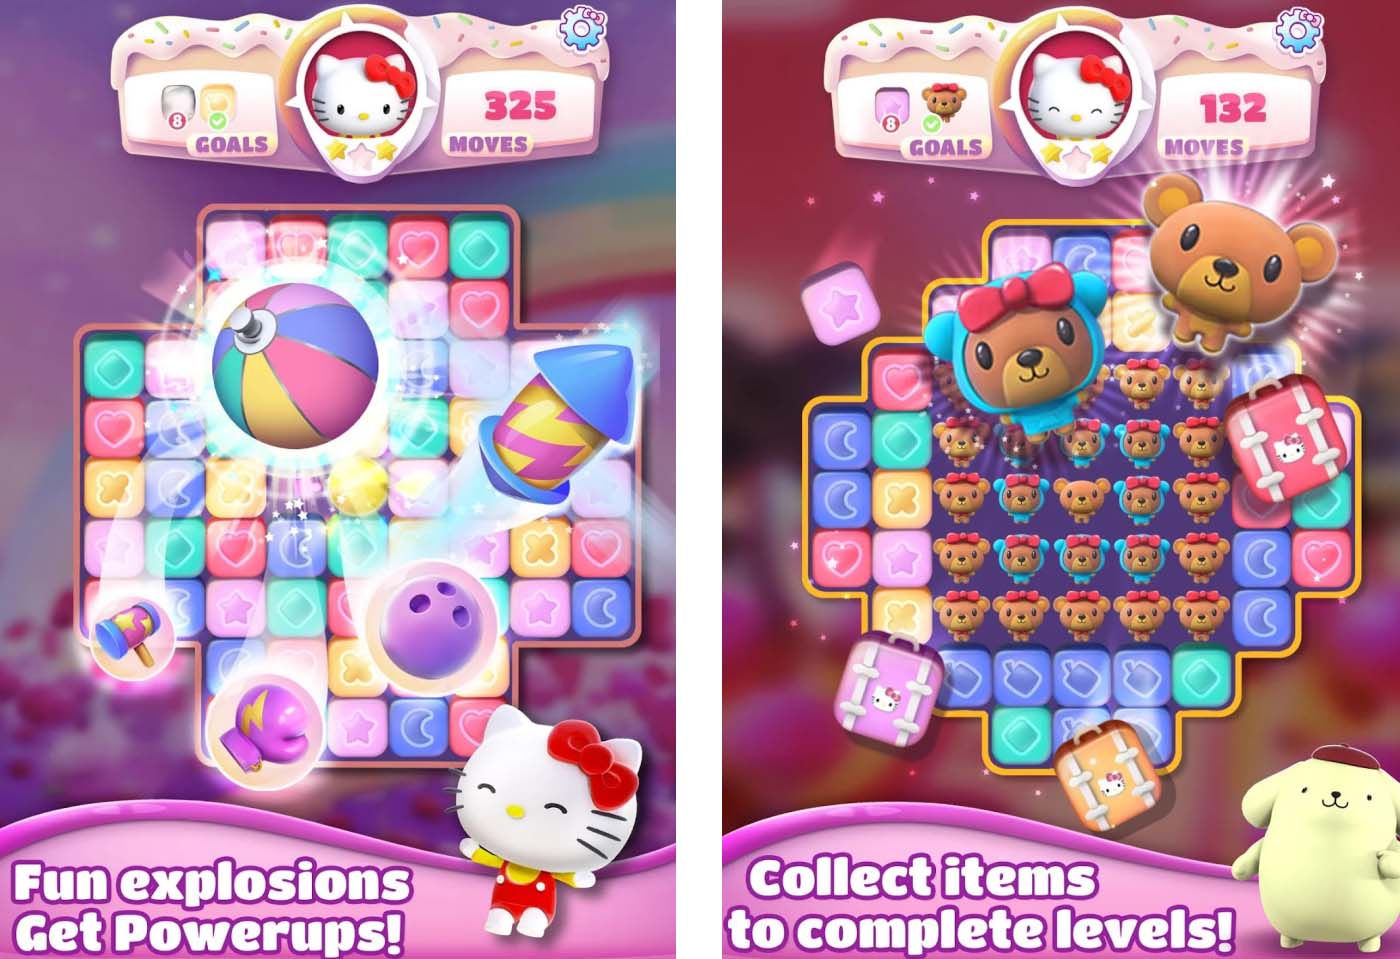 8
GOALS
325
MOVES
Fun explosions
Get Powerups!
8
GOALS
132
MOVES
Collect items
to complete levels!